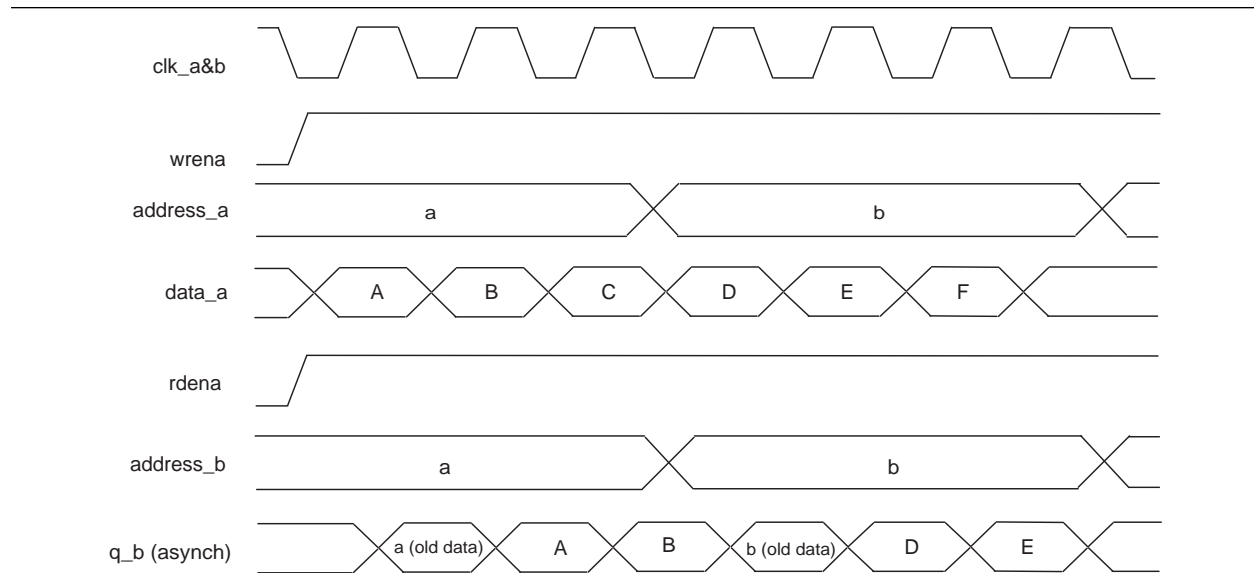 clk_a&b
wrena
address_a a b
data_a A B C D E F
rdena
address_b a b
q_b (asynch) a (old data) A B b (old data) D E